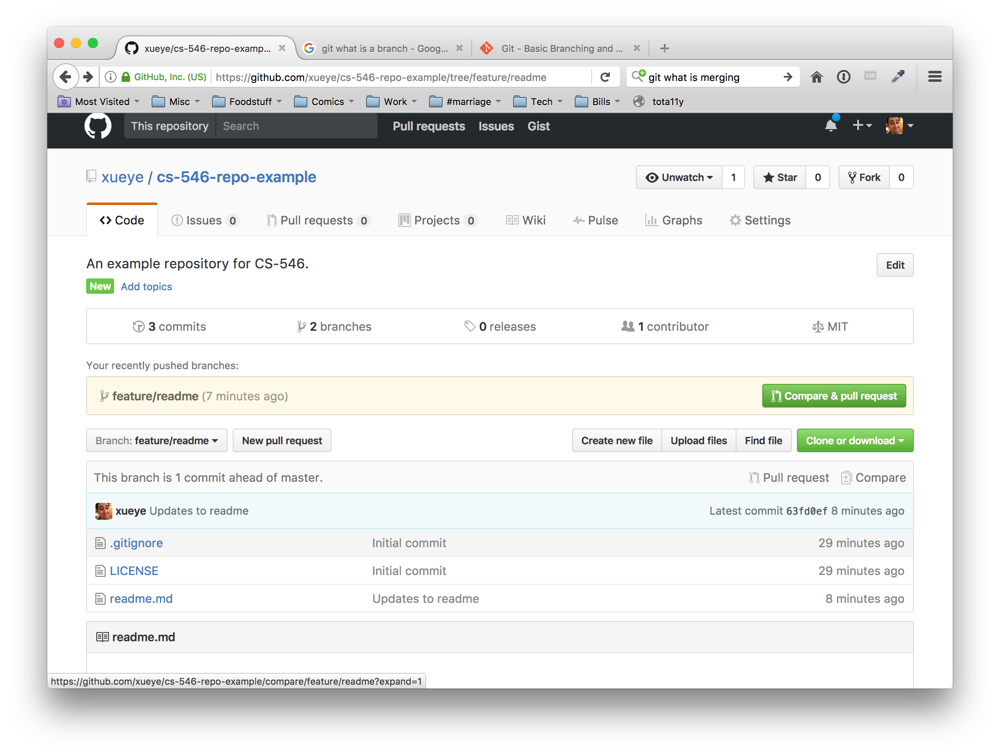 xueye/cs-546-repo-examp... git what is a branch - Goog... Git - Basic Branching and ...
GitHub, Inc. (US) https://github.com/xueye/cs-546-repo-example/tree/feature/readme git what is merging CSS
Most Visited Misc Foodstuff Comics Work #marriage Tech Bills tota11y
This repository Search Pull requests Issues Gist
xueye / cs-546-repo-example Unwatch 1 Star 0 Fork 0
Code Issues 0 Pull requests 0 Projects 0 Wiki Pulse Graphs Settings
An example repository for CS-546. Edit
New Add topics
3 commits 2 branches 0 releases 1 contributor MIT
Your recently pushed branches:
feature/readme (7 minutes ago) Compare & pull request
Branch: feature/readme New pull request Create new file Upload files Find file Clone or download
This branch is 1 commit ahead of master. Pull request Compare
xueye Updates to readme Latest commit 63fd0ef 8 minutes ago
.gitignore Initial commit 29 minutes ago
LICENSE Initial commit 29 minutes ago
readme.md Updates to readme 8 minutes ago
readme.md
https://github.com/xueye/cs-546-repo-example/compare/feature/readme?expand=1